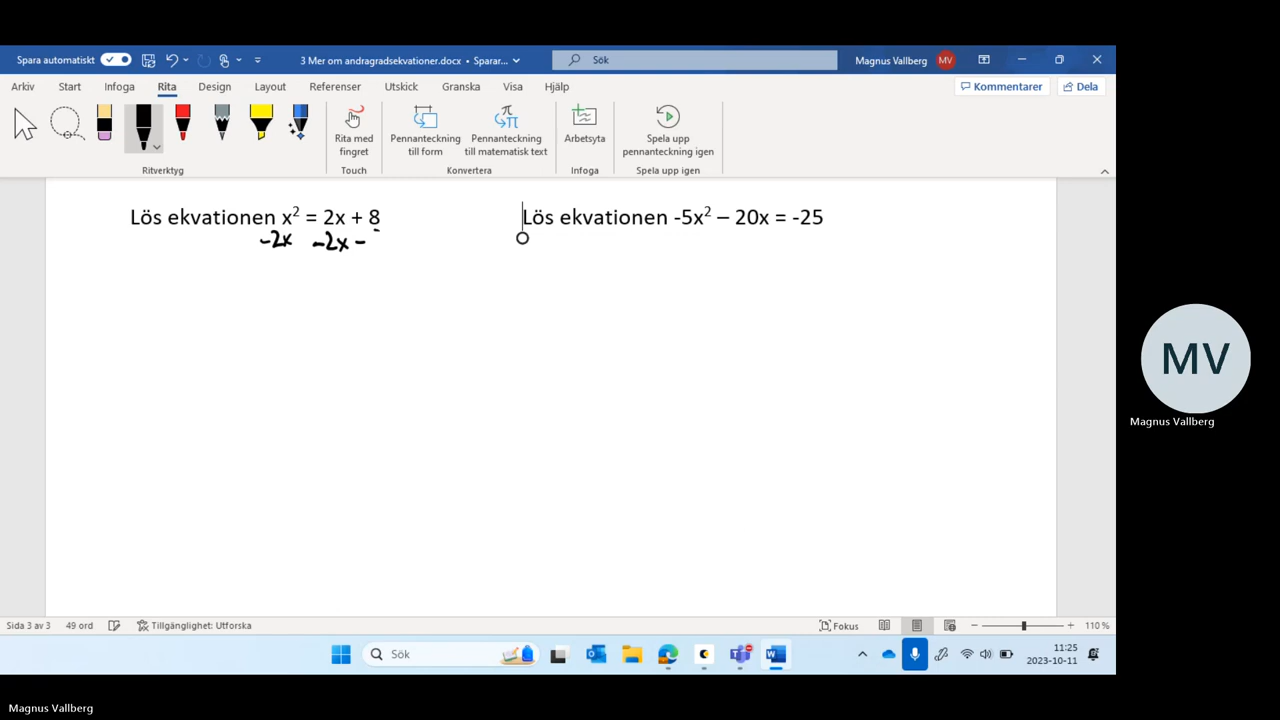 Spara automatiskt
3 Mer om andragradsekvationer.docx • Sparar...
Sök
Magnus Vallberg MV
Arkiv Start Infoga Rita Design Layout Referenser Utskick Granska Visa Hjälp
Kommentarer Dela
Rita med fingret
Pennanteckning till form
Pennanteckning till matematisk text
Arbetsyta
Spela upp pennanteckning igen
Ritverktyg Touch Konvertera Infoga Spela upp igen
Lös ekvationen x² = 2x + 8
-2x -2x -
Lös ekvationen -5x² – 20x = -25
MV
Magnus Vallberg
Sida 3 av 3 49 ord Tillgänglighet: Utforska
Fokus 110 %
Sök
11:25
2023-10-11
Magnus Vallberg